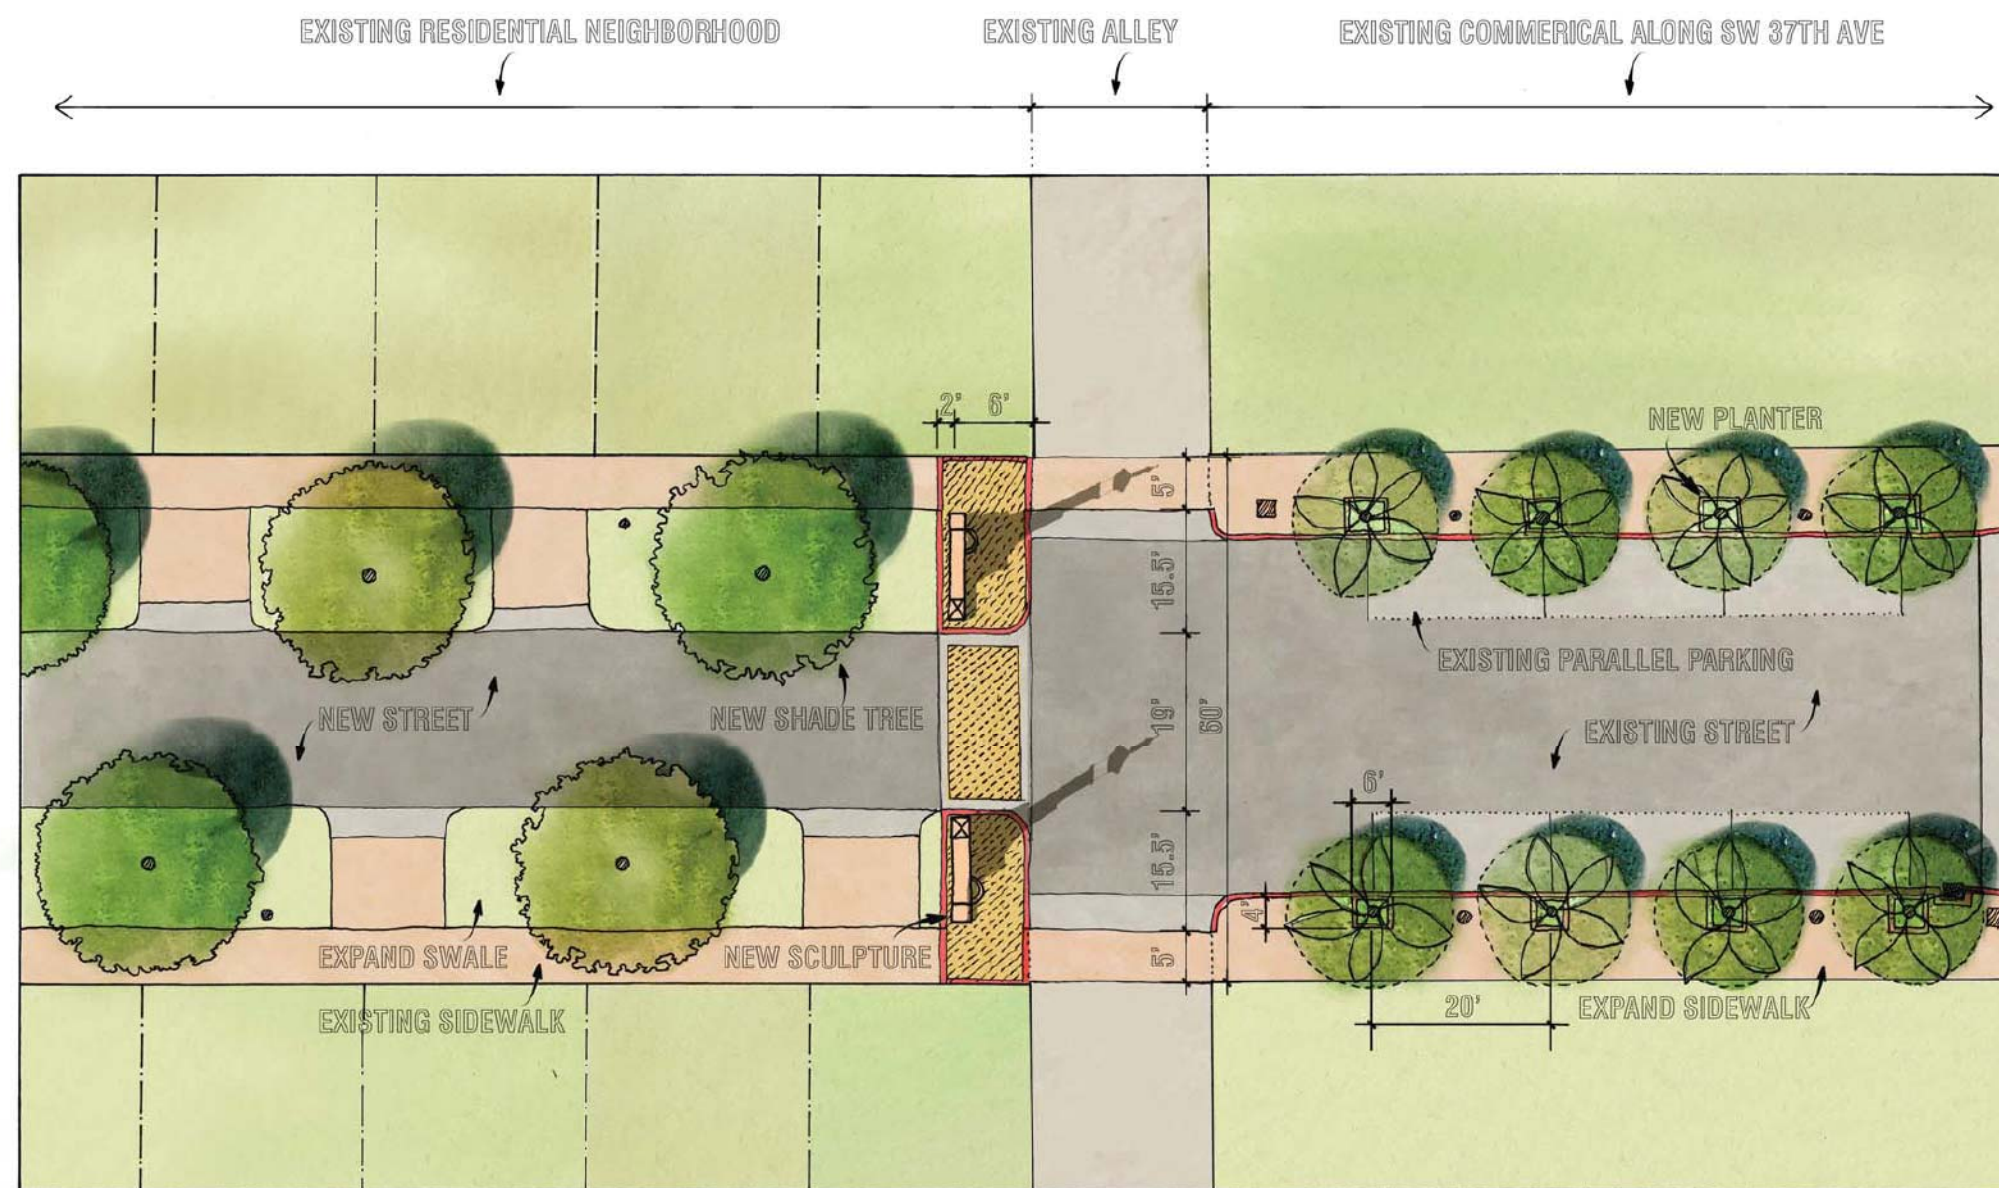 EXISTING RESIDENTIAL NEIGHBORHOOD
EXISTING ALLEY
EXISTING COMMERICAL ALONG SW 37TH AVE
2'
6'
NEW PLANTER
5'
15.5'
EXISTING PARALLEL PARKING
NEW STREET
NEW SHADE TREE
19'
60'
EXISTING STREET
6'
15.5'
4'
EXPAND SWALE
NEW SCULPTURE
5'
20'
EXPAND SIDEWALK
EXISTING SIDEWALK